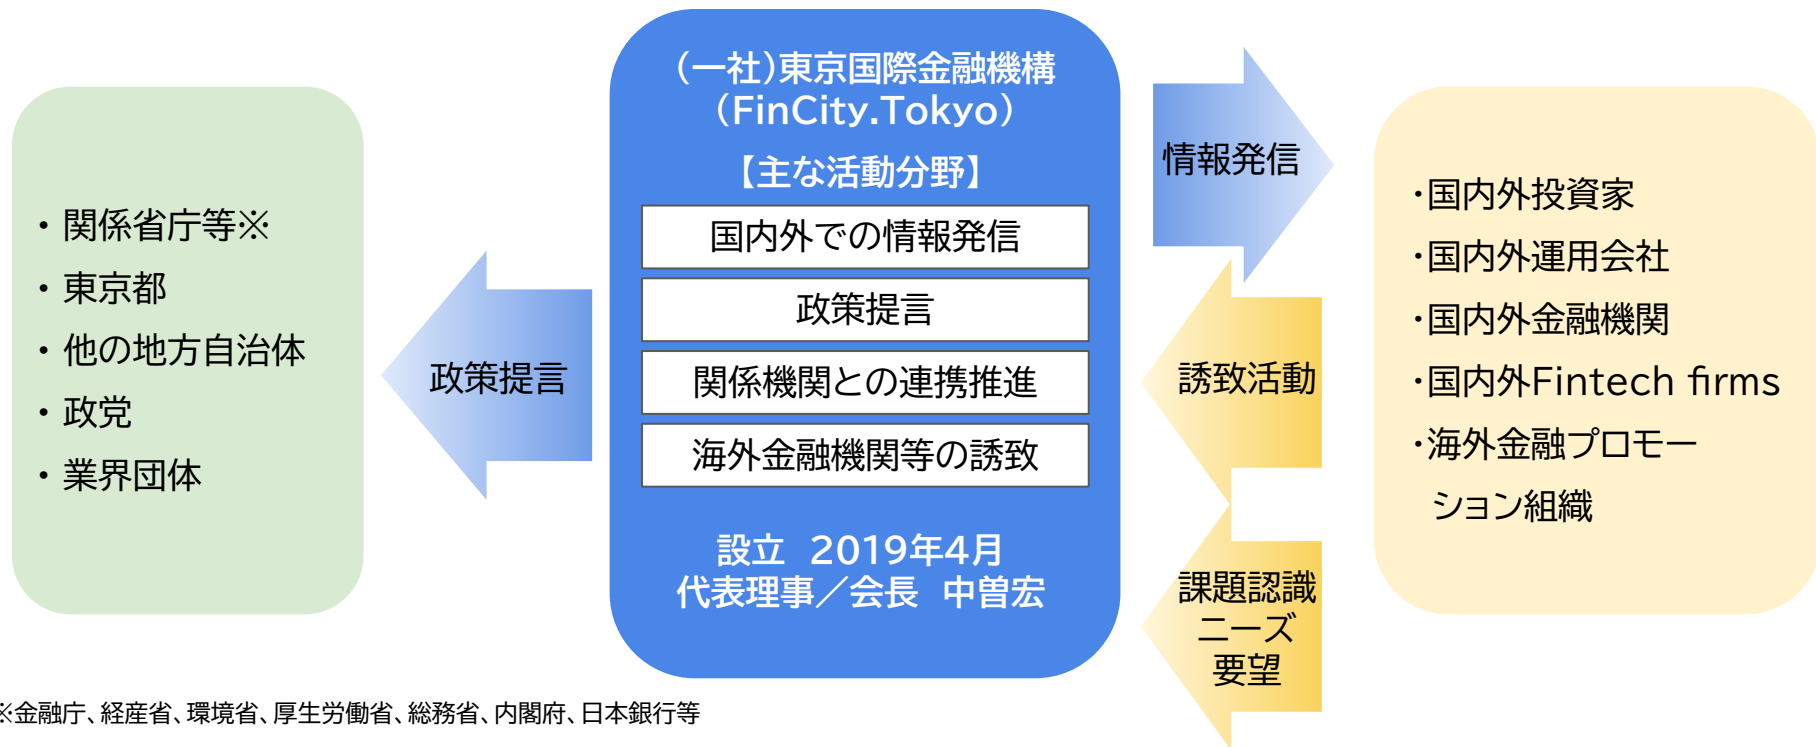 ・ 関係省庁等※
・ 東京都
・ 他の地方自治体
・ 政党
・ 業界団体
政策提言
（一社）東京国際金融機構
（FinCity.Tokyo）
【主な活動分野】
国内外での情報発信
政策提言
関係機関との連携推進
海外金融機関等の誘致
設立　2019年4月
代表理事／会長　中曽宏
情報発信
誘致活動
課題認識
ニーズ
要望
・国内外投資家
・国内外運用会社
・国内外金融機関
・国内外Fintech firms
・海外金融プロモー
ション組織
※金融庁、経産省、環境省、厚生労働省、総務省、内閣府、日本銀行等